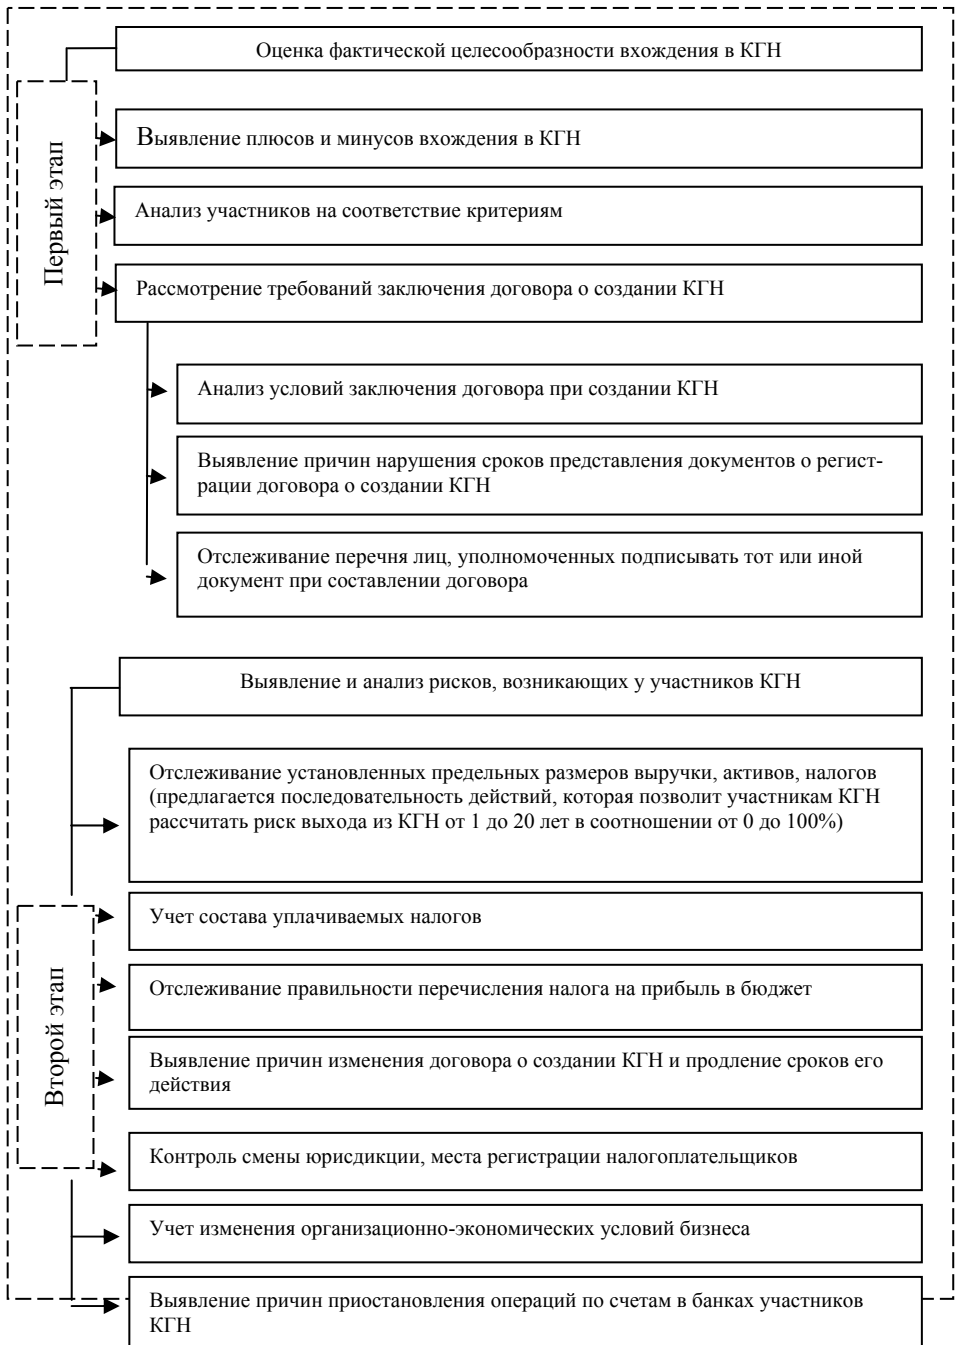 Оценка фактической целесообразности вхождения в КГН
Первый этап
Выявление плюсов и минусов вхождения в КГН
Анализ участников на соответствие критериям
Рассмотрение требований заключения договора о создании КГН
Анализ условий заключения договора при создании КГН
Выявление причин нарушения сроков представления документов о регист-
рации договора о создании КГН
Отслеживание перечня лиц, уполномоченных подписывать тот или иной
документ при составлении договора
Выявление и анализ рисков, возникающих у участников КГН
Отслеживание установленных предельных размеров выручки, активов, налогов
(предлагается последовательность действий, которая позволит участникам КГН
рассчитать риск выхода из КГН от 1 до 20 лет в соотношении от 0 до 100%)
Второй этап
Учет состава уплачиваемых налогов
Отслеживание правильности перечисления налога на прибыль в бюджет
Выявление причин изменения договора о создании КГН и продление сроков его
действия
Контроль смены юрисдикции, места регистрации налогоплательщиков
Учет изменения организационно-экономических условий бизнеса
Выявление причин приостановления операций по счетам в банках участников
КГН